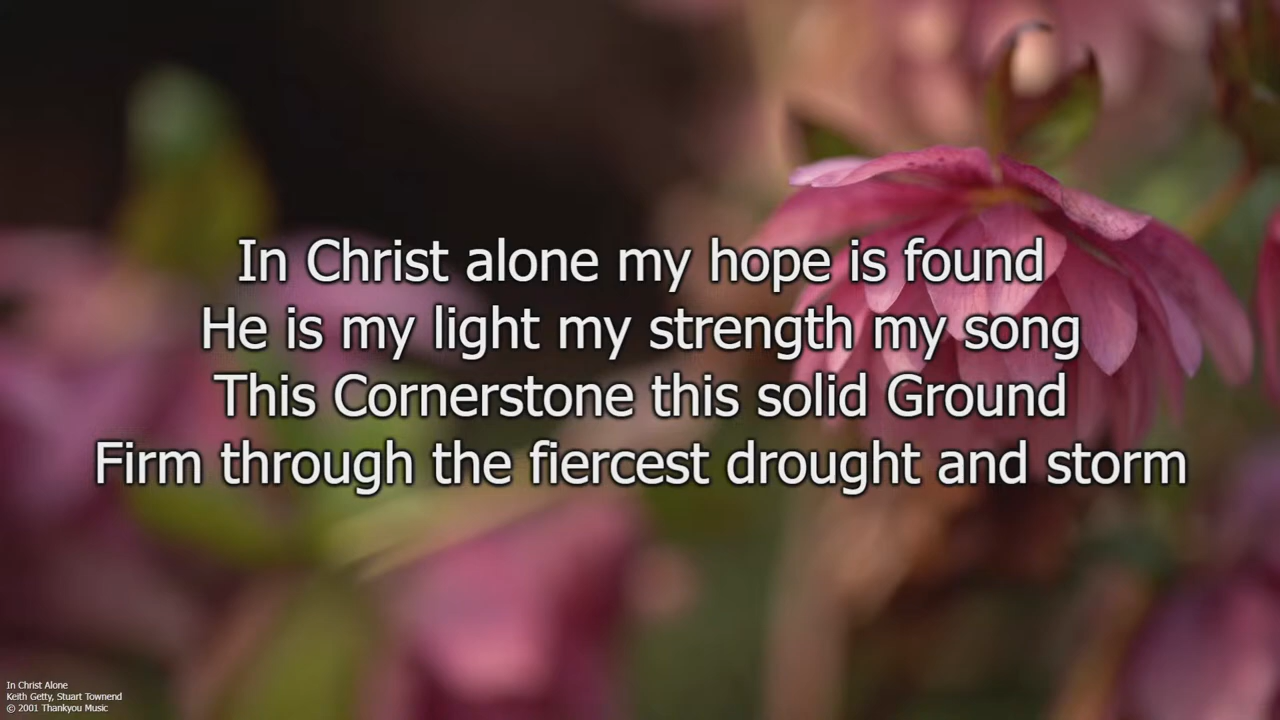 In Christ alone my hope is found
He is my light my strength my song
This Cornerstone this solid Ground
Firm through the fiercest drought and storm
In Christ Alone
Keith Getty, Stuart Townend
© 2001 Thankyou Music